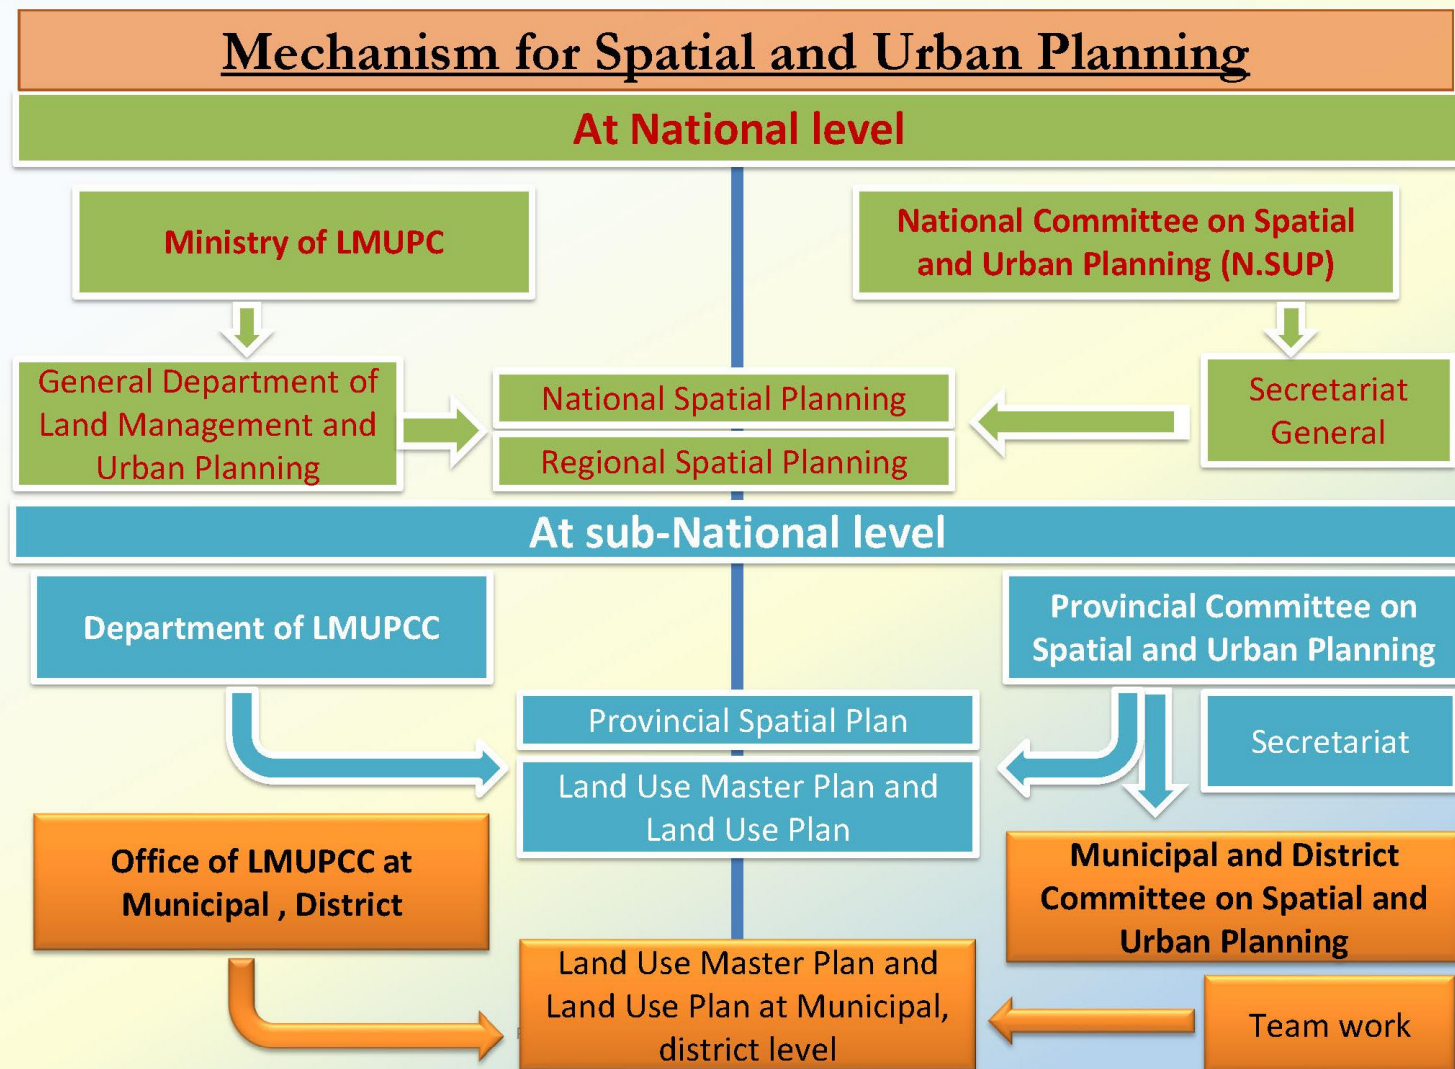 Mechanism for Spatial and Urban Planning
At National level
Ministry of LMUPC
National Committee on Spatial
and Urban Planning (N.SUP)
General Department of
Land Management and
Urban Planning
National Spatial Planning
Regional Spatial Planning
Secretariat
General
At sub-National level
Department of LMUPCC
Provincial Committee on
Spatial and Urban Planning
Provincial Spatial Plan
Land Use Master Plan and
Land Use Plan
Secretariat
Office of LMUPCC at
Municipal , District
Municipal and District
Committee on Spatial and
Urban Planning
Land Use Master Plan and
Land Use Plan at Municipal,
district level
Team work